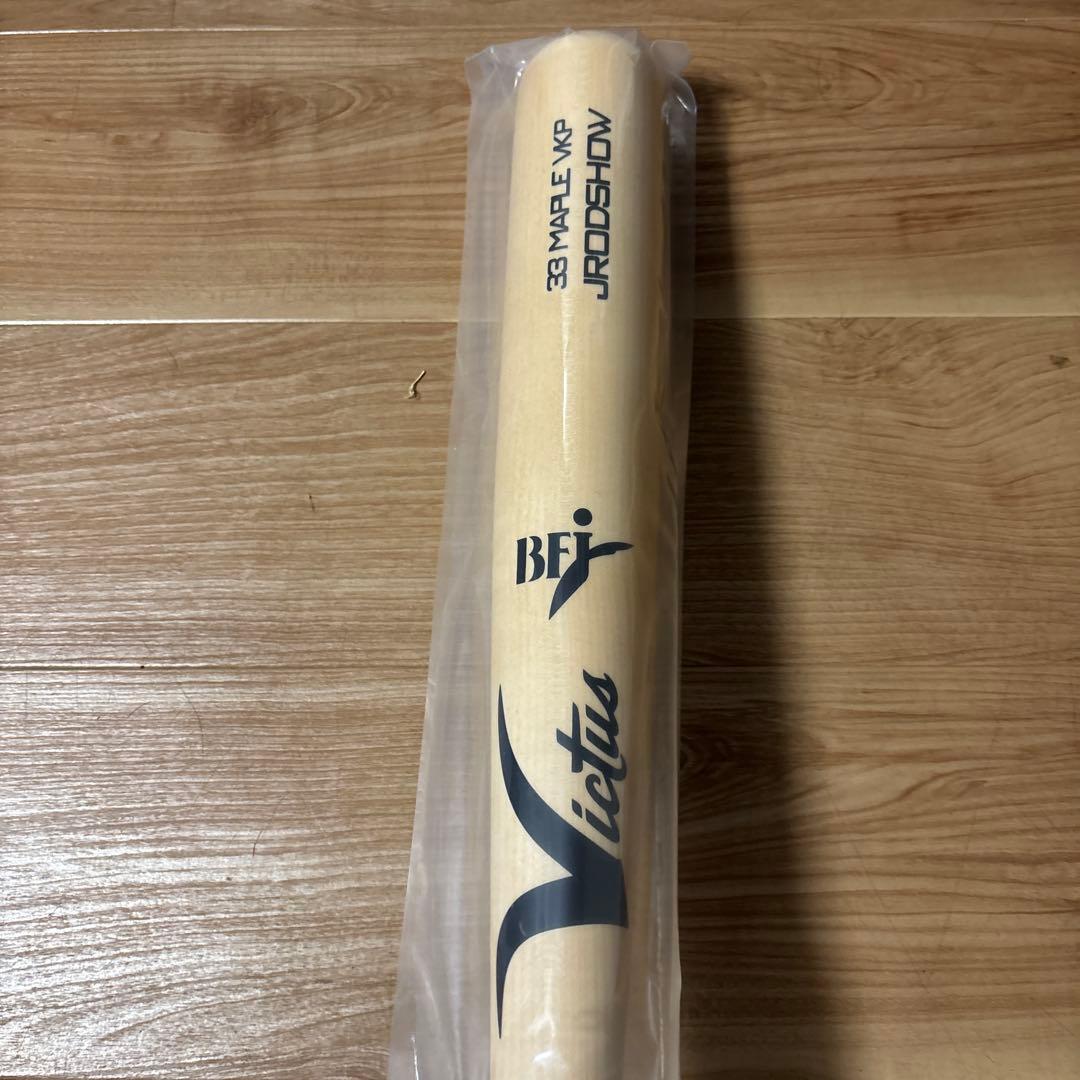 33 MAPLE VKP
JRODSHOW
BFJ
Victus